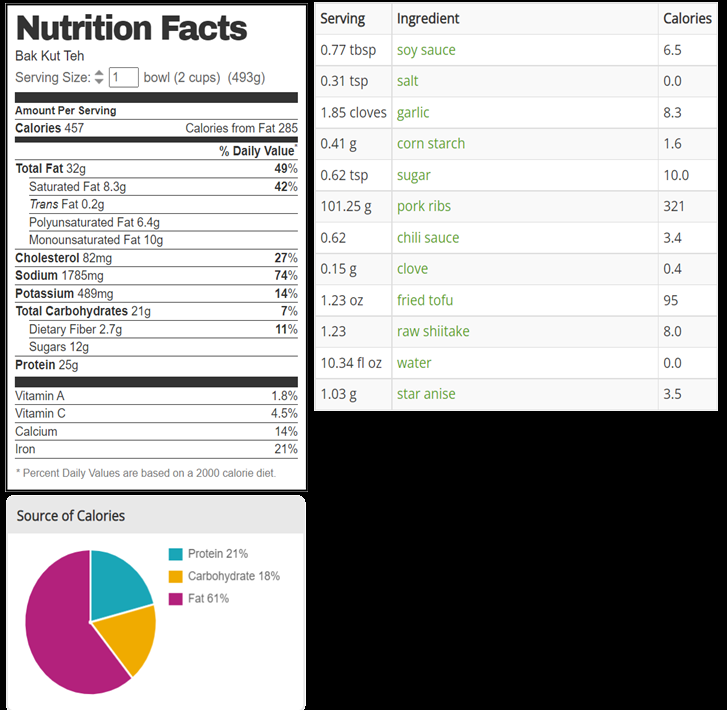 Nutrition Facts
Bak Kut Teh
Serving Size: 1 bowl (2 cups) (493g)
Amount Per Serving
Calories 457 Calories from Fat 285
% Daily Value*
Total Fat 32g 49%
Saturated Fat 8.3g 42%
Trans Fat 0.2g
Polyunsaturated Fat 6.4g
Monounsaturated Fat 10g
Cholesterol 82mg 27%
Sodium 1785mg 74%
Potassium 489mg 14%
Total Carbohydrates 21g 7%
Dietary Fiber 2.7g 11%
Sugars 12g
Protein 25g
Vitamin A 1.8%
Vitamin C 4.5%
Calcium 14%
Iron 21%
* Percent Daily Values are based on a 2000 calorie diet.
Serving Ingredient Calories
0.77 tbsp soy sauce 6.5
0.31 tsp salt 0.0
1.85 cloves garlic 8.3
0.41 g corn starch 1.6
0.62 tsp sugar 10.0
101.25 g pork ribs 321
0.62 chili sauce 3.4
0.15 g clove 0.4
1.23 oz fried tofu 95
1.23 raw shiitake 8.0
10.34 fl oz water 0.0
1.03 g star anise 3.5
Source of Calories
Protein 21%
Carbohydrate 18%
Fat 61%